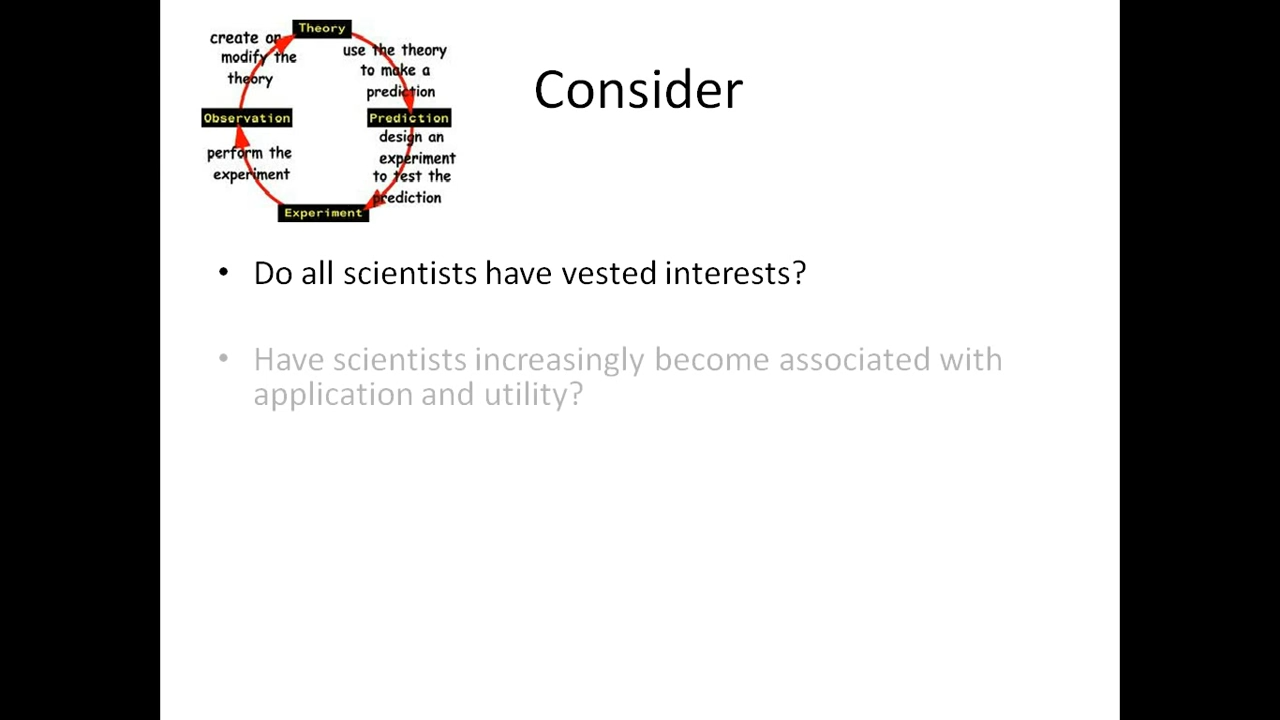 Theory
create or
modify the
theory
use the theory
to make a
prediction
Consider
Observation
Prediction
perform the
experiment
design an
experiment
to test the
prediction
Experiment
• Do all scientists have vested interests?
• Have scientists increasingly become associated with
application and utility?